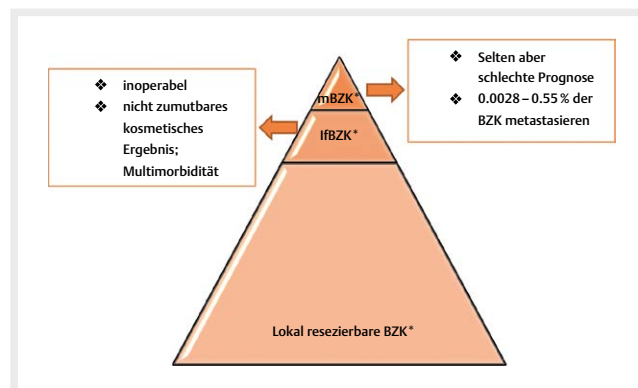 ❖ inoperabel
❖ nicht zumutbares
kosmetisches
Ergebnis;
Multimorbidität
mBZK*
lfBZK*
❖ Selten aber
schlechte Prognose
❖ 0.0028 – 0.55 % der
BZK metastasieren
Lokal resezierbare BZK*